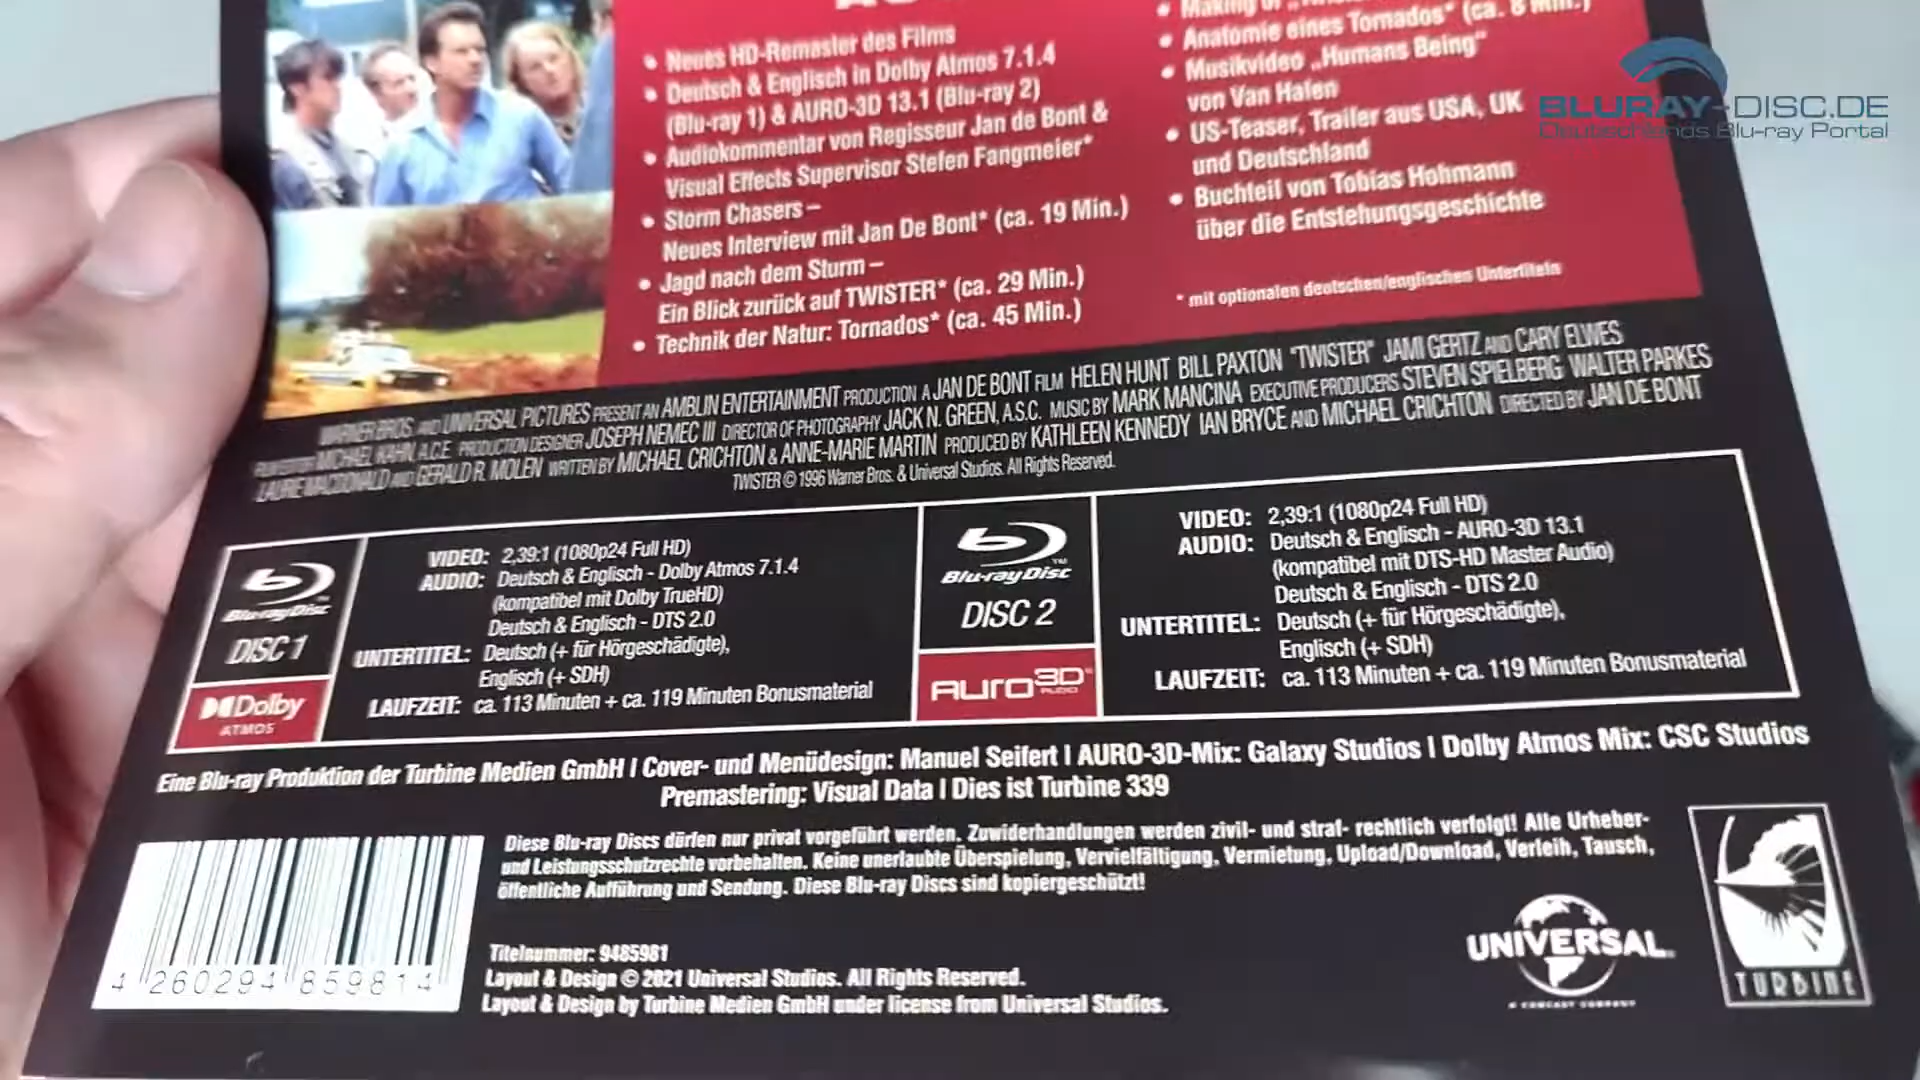 • Neues HD-Remaster des Films
• Deutsch & Englisch in Dolby Atmos 7.1.4
(Blu-ray 1) & AURO-3D 13.1 (Blu-ray 2)
• Audiokommentar von Regisseur Jan de Bont &
Visual Effects Supervisor Stefen Fangmeier*
• Storm Chasers –
Neues Interview mit Jan De Bont* (ca. 19 Min.)
• Jagd nach dem Sturm –
Ein Blick zurück auf TWISTER* (ca. 29 Min.)
• Technik der Natur: Tornados* (ca. 45 Min.)
• Making of
• Anatomie eines Tornados* (ca. 8 Min.)
• Musikvideo „Humans Being“
von Van Halen
• US-Teaser, Trailer aus USA, UK
und Deutschland
• Buchteil von Tobias Hohmann
über die Entstehungsgeschichte
* mit optionalen deutschen/englischen Untertiteln
BLURAY-DISC.DE
Deutschlands Blu-ray Portal
WARNER BROS. AND UNIVERSAL PICTURES PRESENT AN AMBLIN ENTERTAINMENT PRODUCTION A JAN DE BONT FILM HELEN HUNT BILL PAXTON "TWISTER" JAMI GERTZ AND CARY ELWES
FILM EDITOR MICHAEL KAHN, A.C.E. PRODUCTION DESIGNER JOSEPH NEMEC III DIRECTOR OF PHOTOGRAPHY JACK N. GREEN, A.S.C. MUSIC BY MARK MANCINA EXECUTIVE PRODUCERS STEVEN SPIELBERG WALTER PARKES
LAURIE MACDONALD AND GERALD R. MOLEN WRITTEN BY MICHAEL CRICHTON & ANNE-MARIE MARTIN PRODUCED BY KATHLEEN KENNEDY IAN BRYCE AND MICHAEL CRICHTON DIRECTED BY JAN DE BONT
TWISTER © 1996 Warner Bros. & Universal Studios. All Rights Reserved.
Blu-ray Disc™
DISC 1
Dolby
ATMOS
VIDEO: 2,39:1 (1080p24 Full HD)
AUDIO: Deutsch & Englisch - Dolby Atmos 7.1.4
(kompatibel mit Dolby TrueHD)
Deutsch & Englisch - DTS 2.0
UNTERTITEL: Deutsch (+ für Hörgeschädigte),
Englisch (+ SDH)
LAUFZEIT: ca. 113 Minuten + ca. 119 Minuten Bonusmaterial
Blu-ray Disc™
DISC 2
AURO 3D®
AUDIO
VIDEO: 2,39:1 (1080p24 Full HD)
AUDIO: Deutsch & Englisch - AURO-3D 13.1
(kompatibel mit DTS-HD Master Audio)
Deutsch & Englisch - DTS 2.0
UNTERTITEL: Deutsch (+ für Hörgeschädigte),
Englisch (+ SDH)
LAUFZEIT: ca. 113 Minuten + ca. 119 Minuten Bonusmaterial
Eine Blu-ray Produktion der Turbine Medien GmbH | Cover- und Menüdesign: Manuel Seifert | AURO-3D-Mix: Galaxy Studios | Dolby Atmos Mix: CSC Studios
Premastering: Visual Data | Dies ist Turbine 339
Diese Blu-ray Discs dürfen nur privat vorgeführt werden. Zuwiderhandlungen werden zivil- und straf- rechtlich verfolgt! Alle Urheber-
und Leistungsschutzrechte vorbehalten. Keine unerlaubte Überspielung, Vervielfältigung, Vermietung, Upload/Download, Verleih, Tausch,
öffentliche Aufführung und Sendung. Diese Blu-ray Discs sind kopiergeschützt!
4 260294 859814
Titelnummer: 9485981
Layout & Design © 2021 Universal Studios. All Rights Reserved.
Layout & Design by Turbine Medien GmbH under license from Universal Studios.
UNIVERSAL
A COMCAST COMPANY
TURBINE